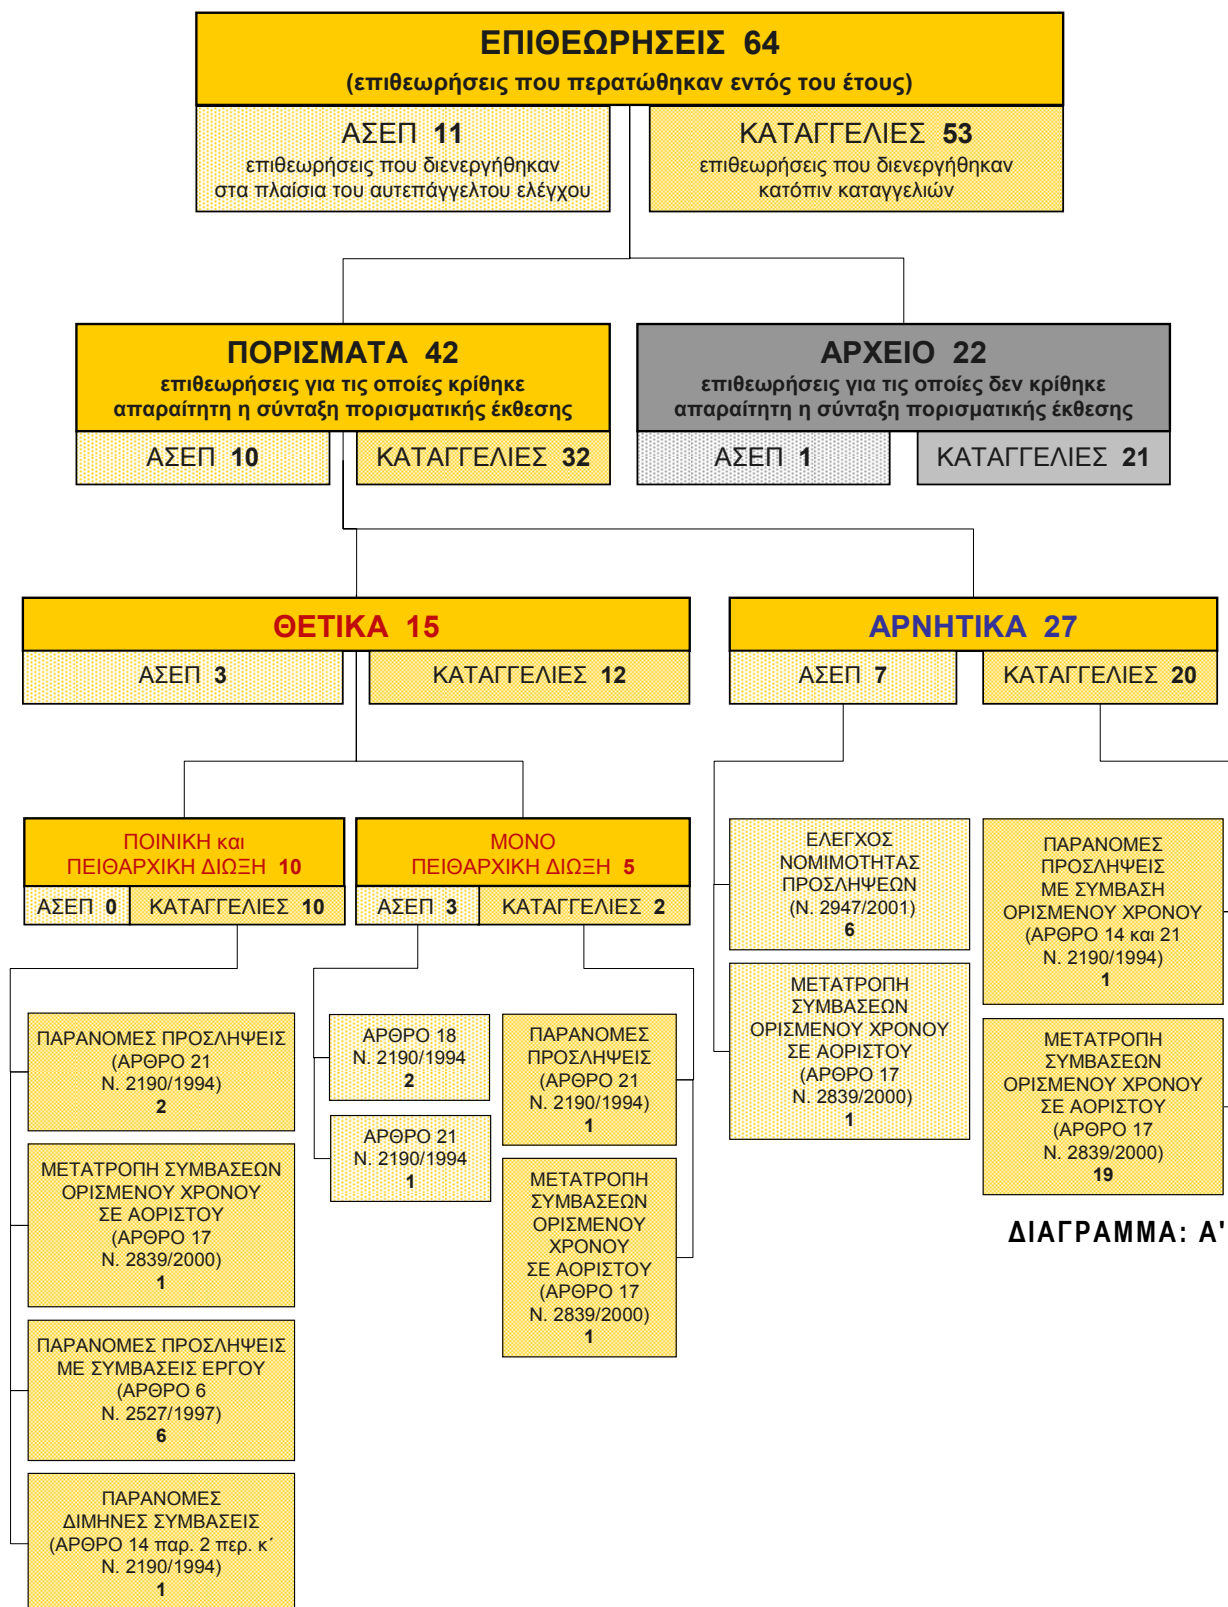 ΕΠΙΘΕΩΡΗΣΕΙΣ 64
(επιθεωρήσεις που περατώθηκαν εντός του έτους)
ΑΣΕΠ 11
επιθεωρήσεις που διενεργήθηκαν
στα πλαίσια του αυτεπάγγελτου ελέγχου
ΚΑΤΑΓΓΕΛΙΕΣ 53
επιθεωρήσεις που διενεργήθηκαν
κατόπιν καταγγελιών
ΠΟΡΙΣΜΑΤΑ 42
επιθεωρήσεις για τις οποίες κρίθηκε
απαραίτητη η σύνταξη πορισματικής έκθεσης
ΑΣΕΠ 10
ΚΑΤΑΓΓΕΛΙΕΣ 32
ΑΡΧΕΙΟ 22
επιθεωρήσεις για τις οποίες δεν κρίθηκε
απαραίτητη η σύνταξη πορισματικής έκθεσης
ΑΣΕΠ 1
ΚΑΤΑΓΓΕΛΙΕΣ 21
ΘΕΤΙΚΑ 15
ΑΣΕΠ 3
ΚΑΤΑΓΓΕΛΙΕΣ 12
ΑΡΝΗΤΙΚΑ 27
ΑΣΕΠ 7
ΚΑΤΑΓΓΕΛΙΕΣ 20
ΠΟΙΝΙΚΗ και
ΠΕΙΘΑΡΧΙΚΗ ΔΙΩΞΗ 10
ΑΣΕΠ 0
ΚΑΤΑΓΓΕΛΙΕΣ 10
ΜΟΝΟ
ΠΕΙΘΑΡΧΙΚΗ ΔΙΩΞΗ 5
ΑΣΕΠ 3
ΚΑΤΑΓΓΕΛΙΕΣ 2
ΠΑΡΑΝΟΜΕΣ ΠΡΟΣΛΗΨΕΙΣ
(ΑΡΘΡΟ 21
Ν. 2190/1994)
2
ΜΕΤΑΤΡΟΠΗ ΣΥΜΒΑΣΕΩΝ
ΟΡΙΣΜΕΝΟΥ ΧΡΟΝΟΥ
ΣΕ ΑΟΡΙΣΤΟΥ
(ΑΡΘΡΟ 17
Ν. 2839/2000)
1
ΠΑΡΑΝΟΜΕΣ ΠΡΟΣΛΗΨΕΙΣ
ΜΕ ΣΥΜΒΑΣΕΙΣ ΕΡΓΟΥ
(ΑΡΘΡΟ 6
Ν. 2527/1997)
6
ΠΑΡΑΝΟΜΕΣ
ΔΙΜΗΝΕΣ ΣΥΜΒΑΣΕΙΣ
(ΑΡΘΡΟ 14 παρ. 2 περ. κ΄
Ν. 2190/1994)
1
ΑΡΘΡΟ 18
Ν. 2190/1994
2
ΑΡΘΡΟ 21
Ν. 2190/1994
1
ΠΑΡΑΝΟΜΕΣ
ΠΡΟΣΛΗΨΕΙΣ
(ΑΡΘΡΟ 21
Ν. 2190/1994)
1
ΜΕΤΑΤΡΟΠΗ
ΣΥΜΒΑΣΕΩΝ
ΟΡΙΣΜΕΝΟΥ
ΧΡΟΝΟΥ
ΣΕ ΑΟΡΙΣΤΟΥ
(ΑΡΘΡΟ 17
Ν. 2839/2000)
1
ΕΛΕΓΧΟΣ
ΝΟΜΙΜΟΤΗΤΑΣ
ΠΡΟΣΛΗΨΕΩΝ
(Ν. 2947/2001)
6
ΜΕΤΑΤΡΟΠΗ
ΣΥΜΒΑΣΕΩΝ
ΟΡΙΣΜΕΝΟΥ ΧΡΟΝΟΥ
ΣΕ ΑΟΡΙΣΤΟΥ
(ΑΡΘΡΟ 17
Ν. 2839/2000)
1
ΠΑΡΑΝΟΜΕΣ
ΠΡΟΣΛΗΨΕΙΣ
ΜΕ ΣΥΜΒΑΣΗ
ΟΡΙΣΜΕΝΟΥ ΧΡΟΝΟΥ
(ΑΡΘΡΟ 14 και 21
Ν. 2190/1994)
1
ΜΕΤΑΤΡΟΠΗ
ΣΥΜΒΑΣΕΩΝ
ΟΡΙΣΜΕΝΟΥ ΧΡΟΝΟΥ
ΣΕ ΑΟΡΙΣΤΟΥ
(ΑΡΘΡΟ 17
Ν. 2839/2000)
19
ΔΙΑΓΡΑΜΜΑ: Α'